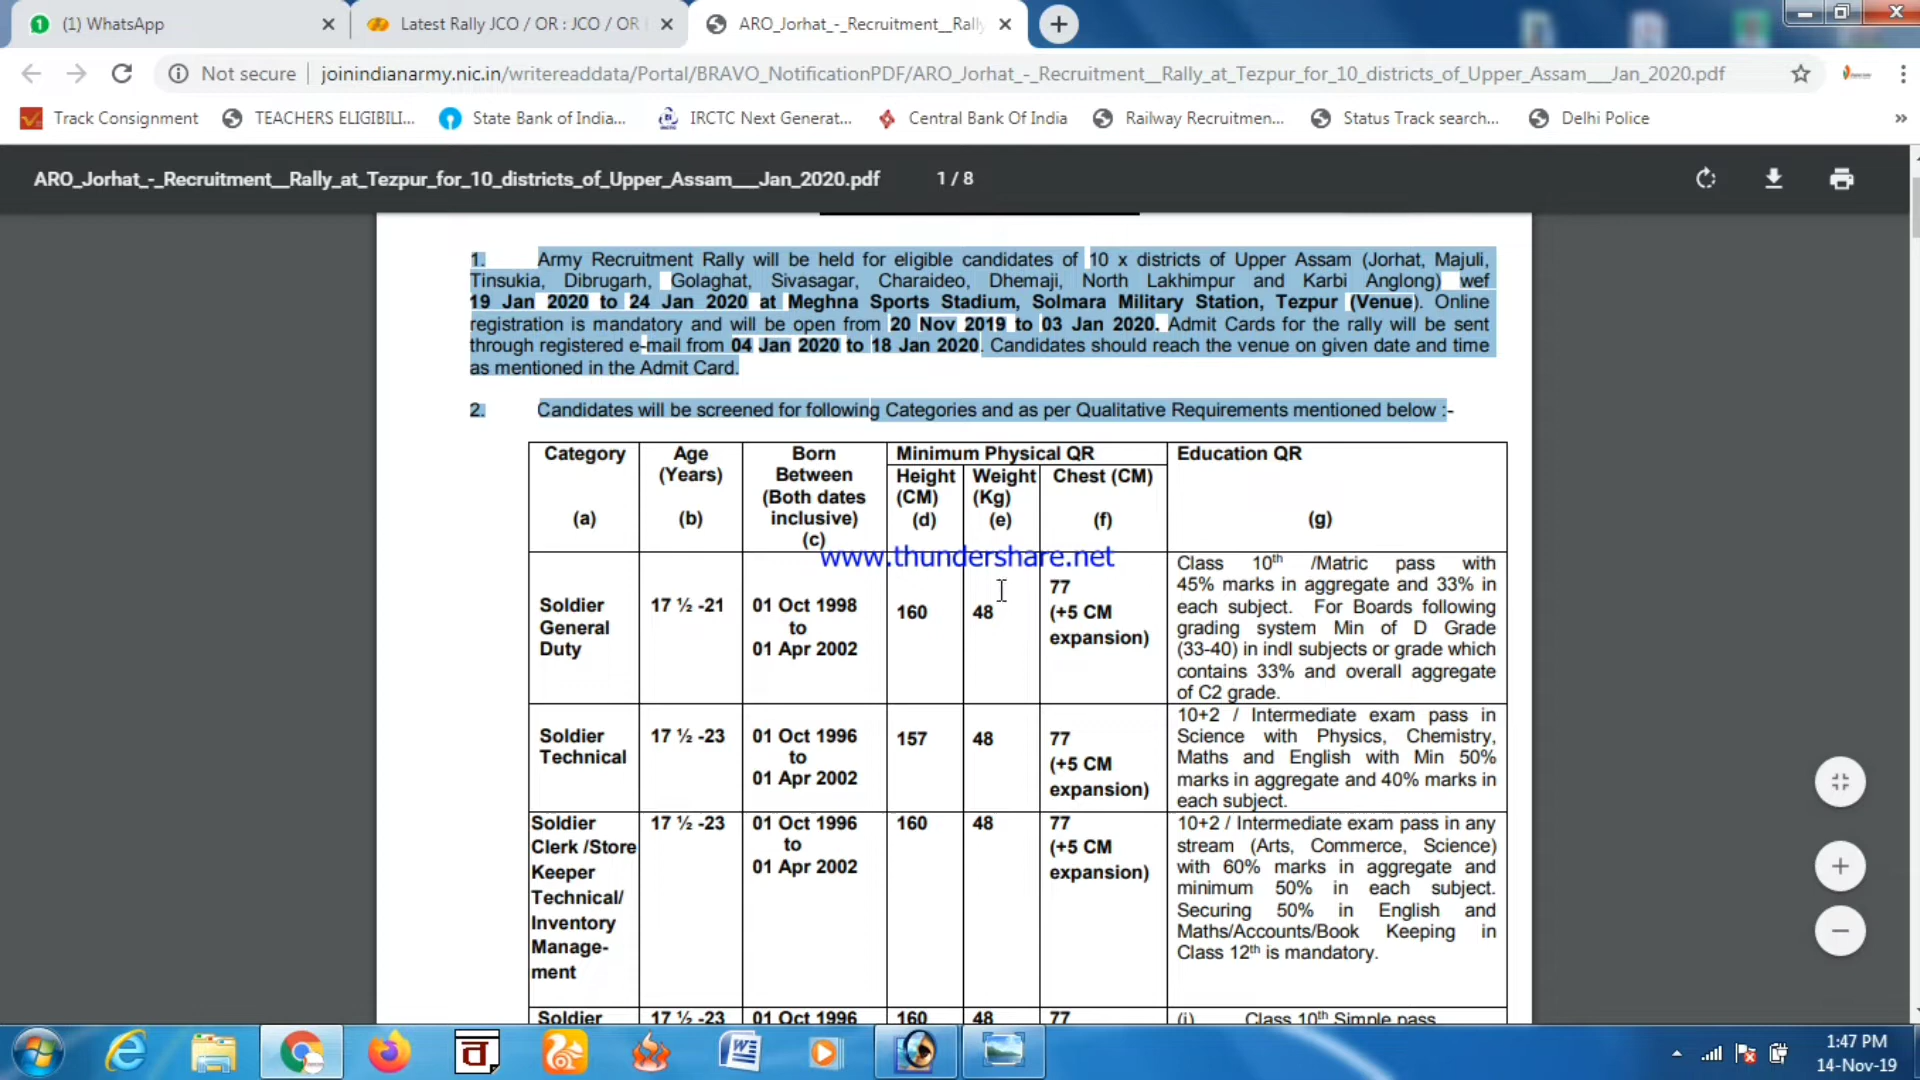 (1) WhatsApp
Latest Rally JCO / OR : JCO / OR
ARO_Jorhat_-_Recruitment__Rally
Not secure
joinindianarmy.nic.in/writereaddata/Portal/BRAVO_NotificationPDF/ARO_Jorhat_-_Recruitment__Rally_at_Tezpur_for_10_districts_of_Upper_Assam___Jan_2020.pdf
Track Consignment
TEACHERS ELIGIBILI...
State Bank of India...
IRCTC Next Generat...
Central Bank Of India
Railway Recruitmen...
Status Track search...
Delhi Police
ARO_Jorhat_-_Recruitment__Rally_at_Tezpur_for_10_districts_of_Upper_Assam___Jan_2020.pdf
1 / 8
1. Army Recruitment Rally will be held for eligible candidates of 10 x districts of Upper Assam (Jorhat, Majuli,
Tinsukia, Dibrugarh, Golaghat, Sivasagar, Charaideo, Dhemaji, North Lakhimpur and Karbi Anglong) wef
19 Jan 2020 to 24 Jan 2020 at Meghna Sports Stadium, Solmara Military Station, Tezpur (Venue). Online
registration is mandatory and will be open from 20 Nov 2019 to 03 Jan 2020. Admit Cards for the rally will be sent
through registered e-mail from 04 Jan 2020 to 18 Jan 2020. Candidates should reach the venue on given date and time
as mentioned in the Admit Card.
2. Candidates will be screened for following Categories and as per Qualitative Requirements mentioned below :-
Category
(a)
Age
(Years)
(b)
Born
Between
(Both dates
inclusive)
(c)
Minimum Physical QR
Height
(CM)
(d)
Weight
(Kg)
(e)
Chest (CM)
(f)
Education QR
(g)
www.thundershare.net
Soldier
General
Duty
17 ½ -21
01 Oct 1998
to
01 Apr 2002
160
48
77
(+5 CM
expansion)
Class 10th /Matric pass with
45% marks in aggregate and 33% in
each subject. For Boards following
grading system Min of D Grade
(33-40) in indl subjects or grade which
contains 33% and overall aggregate
of C2 grade.
Soldier
Technical
17 ½ -23
01 Oct 1996
to
01 Apr 2002
157
48
77
(+5 CM
expansion)
10+2 / Intermediate exam pass in
Science with Physics, Chemistry,
Maths and English with Min 50%
marks in aggregate and 40% marks in
each subject.
Soldier
Clerk /Store
Keeper
Technical/
Inventory
Manage-
ment
17 ½ -23
01 Oct 1996
to
01 Apr 2002
160
48
77
(+5 CM
expansion)
10+2 / Intermediate exam pass in any
stream (Arts, Commerce, Science)
with 60% marks in aggregate and
minimum 50% in each subject.
Securing 50% in English and
Maths/Accounts/Book Keeping in
Class 12th is mandatory.
Soldier
17 ½ -23
01 Oct 1996
160
48
77
(i) Class 10th Simple pass
1:47 PM
14-Nov-19